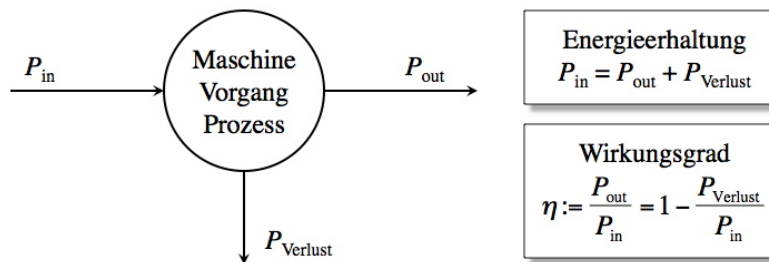 P_in
Maschine
Vorgang
Prozess
P_out
P_Verlust
Energieerhaltung
P_in = P_out + P_Verlust
Wirkungsgrad
η := P_out / P_in = 1 − P_Verlust / P_in